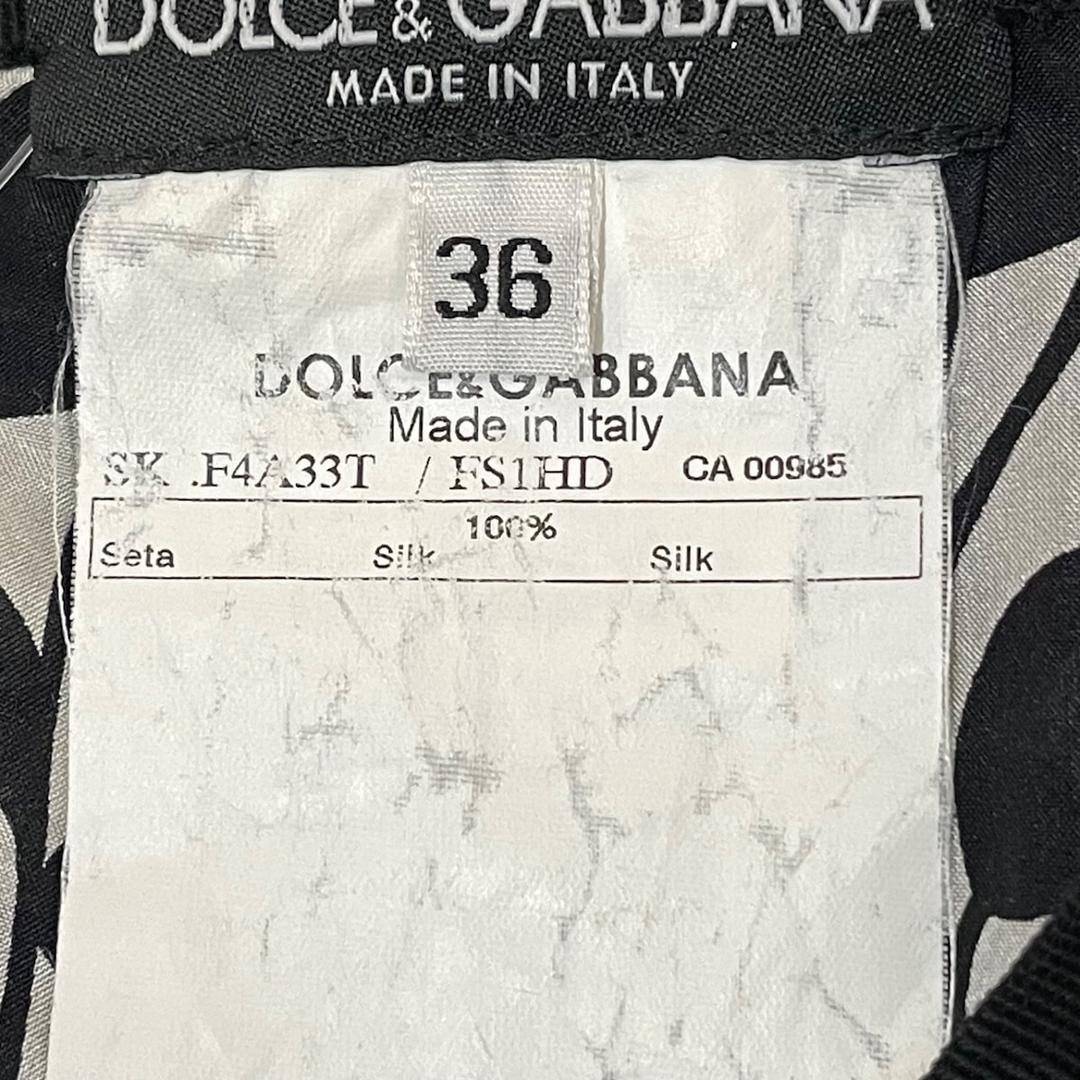 DOLCE & GABBANA
MADE IN ITALY
36
DOLCE&GABBANA
Made in Italy
SK .F4A33T / FS1HD CA 00985
100%
Seta Silk Silk